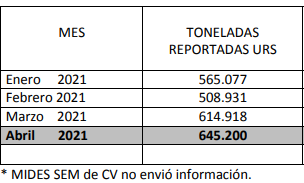 MES TONELADAS
REPORTADAS URS
Enero 2021 565.077
Febrero 2021 508.931
Marzo 2021 614.918
Abril 2021 645.200
* MIDES SEM de CV no envió información.